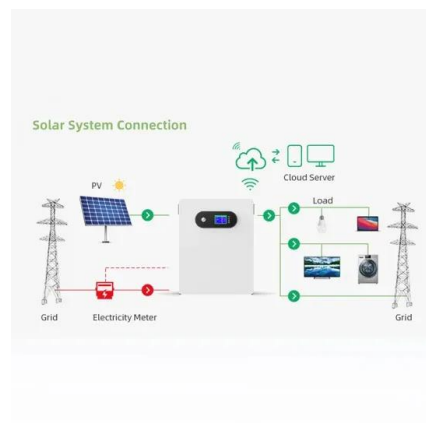 Solar System Connection
Cloud Server
PV
Load
Grid
Electricity Meter
Grid